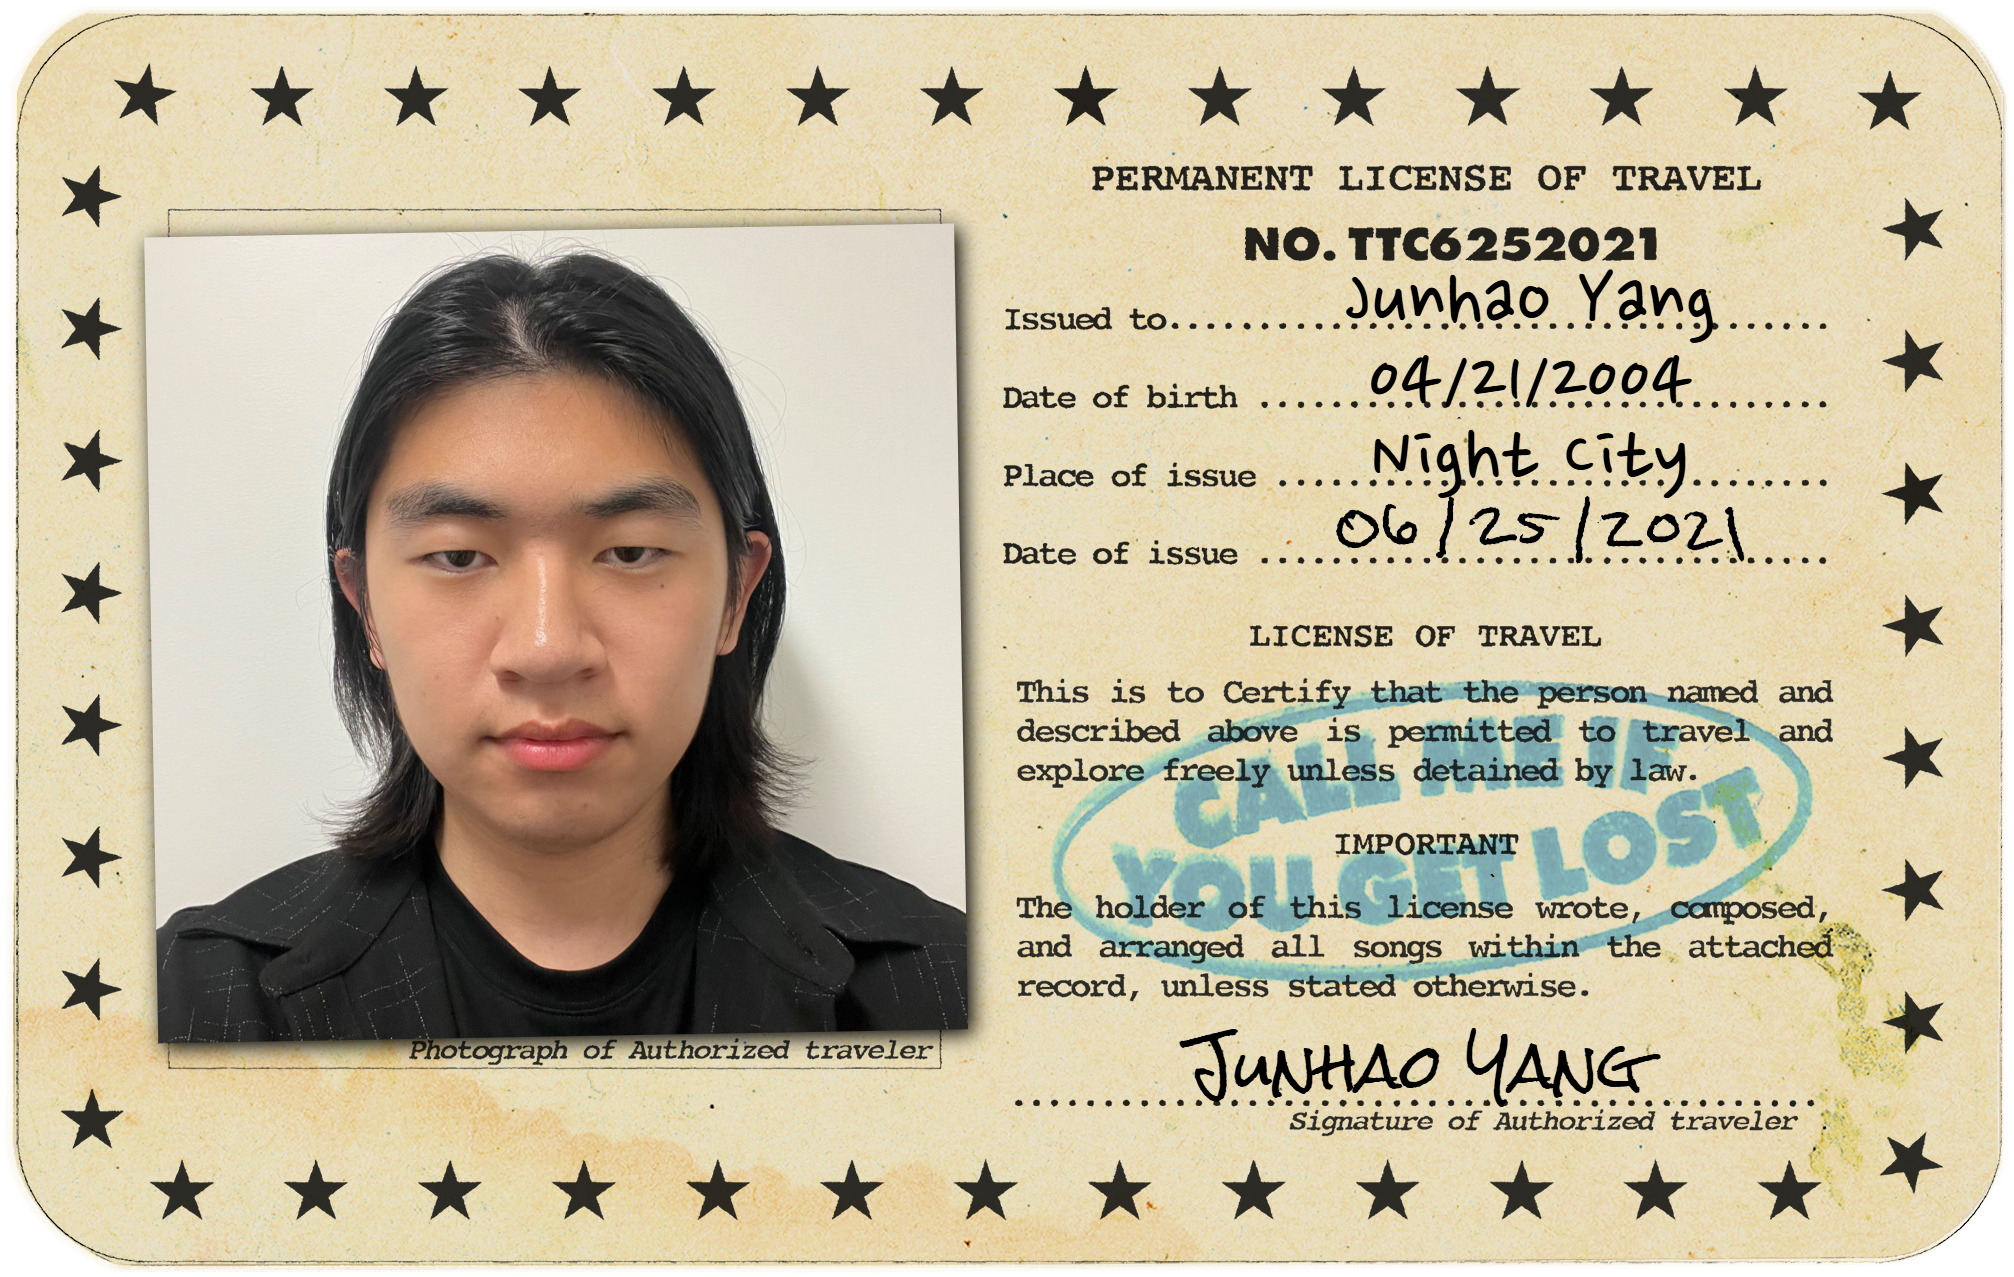 PERMANENT LICENSE OF TRAVEL
NO. TTC6252021
Issued to Junhao Yang
Date of birth 04/21/2004
Place of issue Night City
Date of issue 06/25/2021
LICENSE OF TRAVEL
This is to Certify that the person named and
described above is permitted to travel and
explore freely unless detained by law.
CALL ME IF
YOU GET LOST
IMPORTANT
The holder of this license wrote, composed,
and arranged all songs within the attached
record, unless stated otherwise.
JUNHAO YANG
Signature of Authorized traveler
Photograph of Authorized traveler